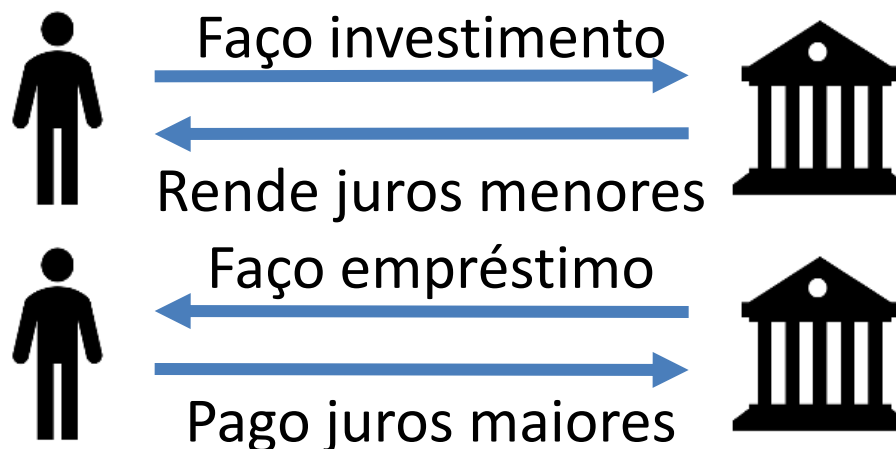 Faço investimento
Rende juros menores
Faço empréstimo
Pago juros maiores